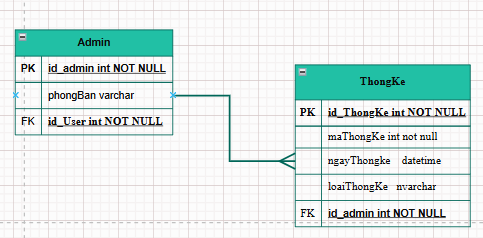 Admin
PK id_admin int NOT NULL
phongBan varchar
FK id_User int NOT NULL
ThongKe
PK id_ThongKe int NOT NULL
maThongKe int not null
ngayThongke datetime
loaiThongKe nvarchar
FK id_admin int NOT NULL